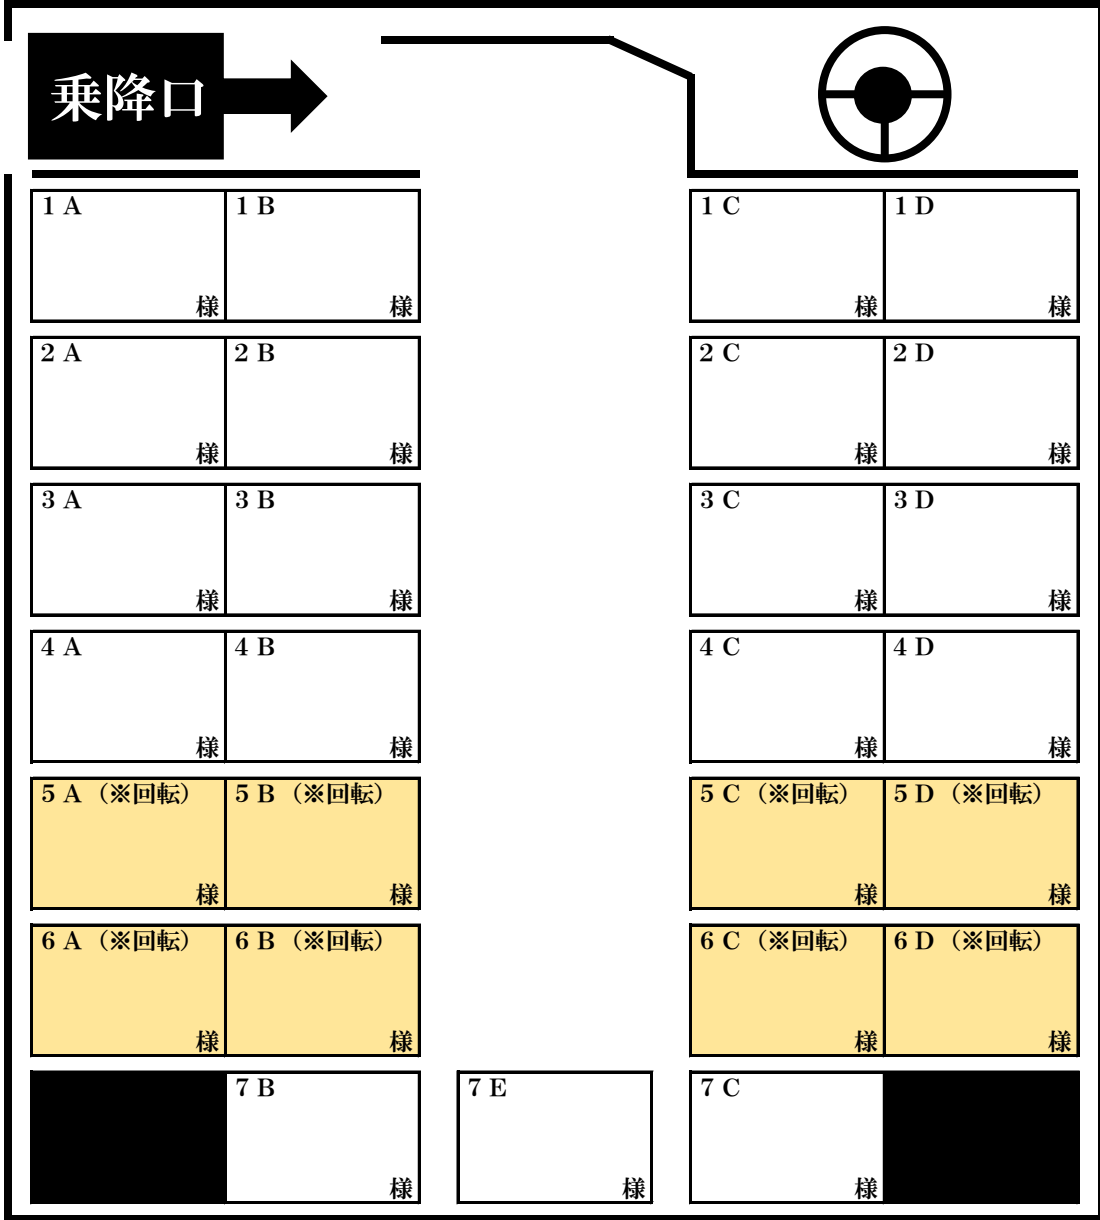 乗降口
1 A 1 B 1 C 1 D
様 様 様 様
2 A 2 B 2 C 2 D
様 様 様 様
3 A 3 B 3 C 3 D
様 様 様 様
4 A 4 B 4 C 4 D
様 様 様 様
5 A（※回転） 5 B（※回転） 5 C（※回転） 5 D（※回転）
様 様 様 様
6 A（※回転） 6 B（※回転） 6 C（※回転） 6 D（※回転）
様 様 様 様
7 B 7 E 7 C
様 様 様